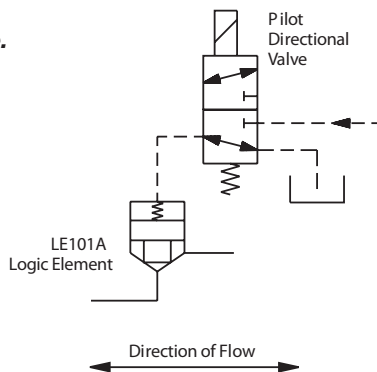 Pilot
Directional
Valve
LE101A
Logic Element
Direction of Flow